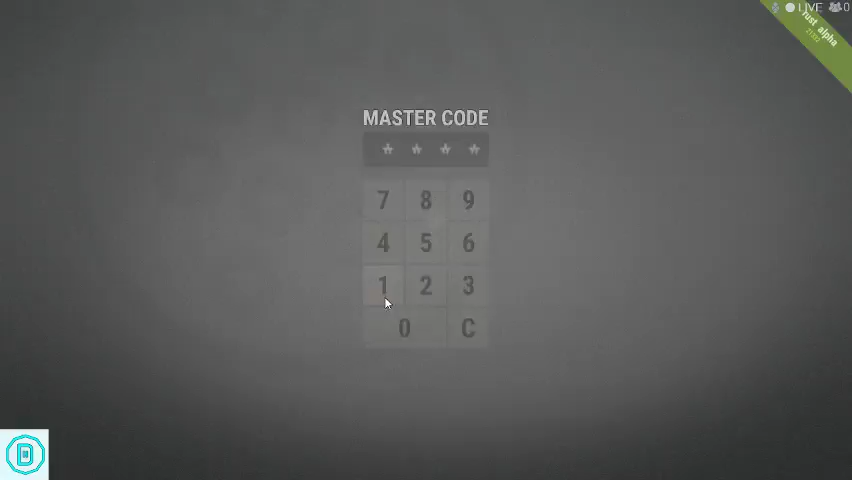 LIVE 0
rust alpha
MASTER CODE
* * * *
7 8 9
4 5 6
1 2 3
0 C
D